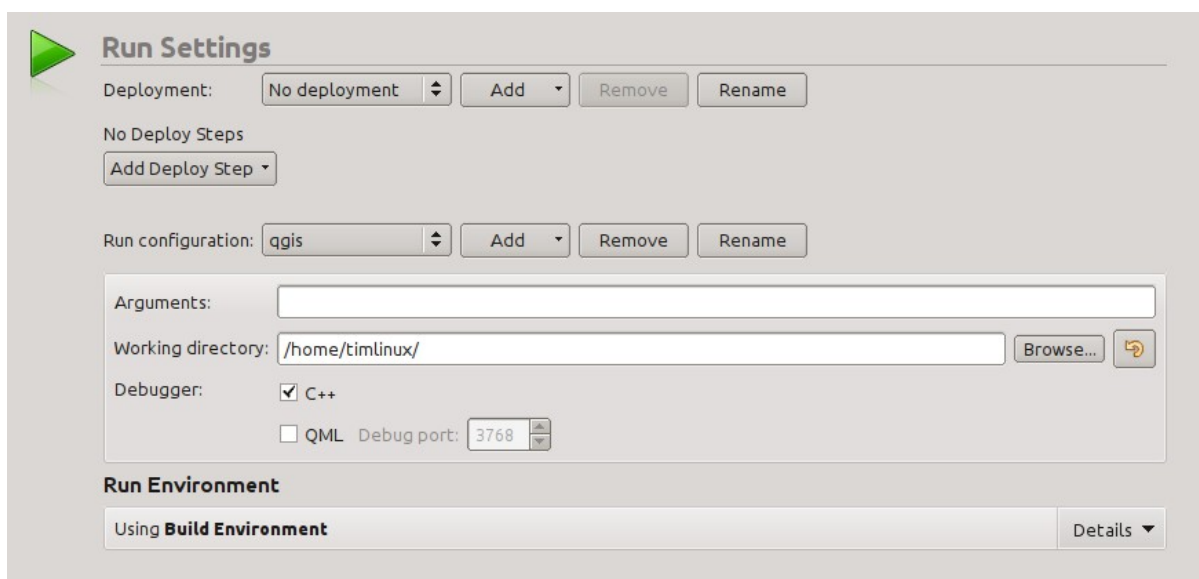 Run Settings
Deployment: No deployment Add Remove Rename
No Deploy Steps
Add Deploy Step
Run configuration: qgis Add Remove Rename
Arguments:
Working directory: /home/timlinux/ Browse...
Debugger: C++
QML Debug port: 3768
Run Environment
Using Build Environment Details